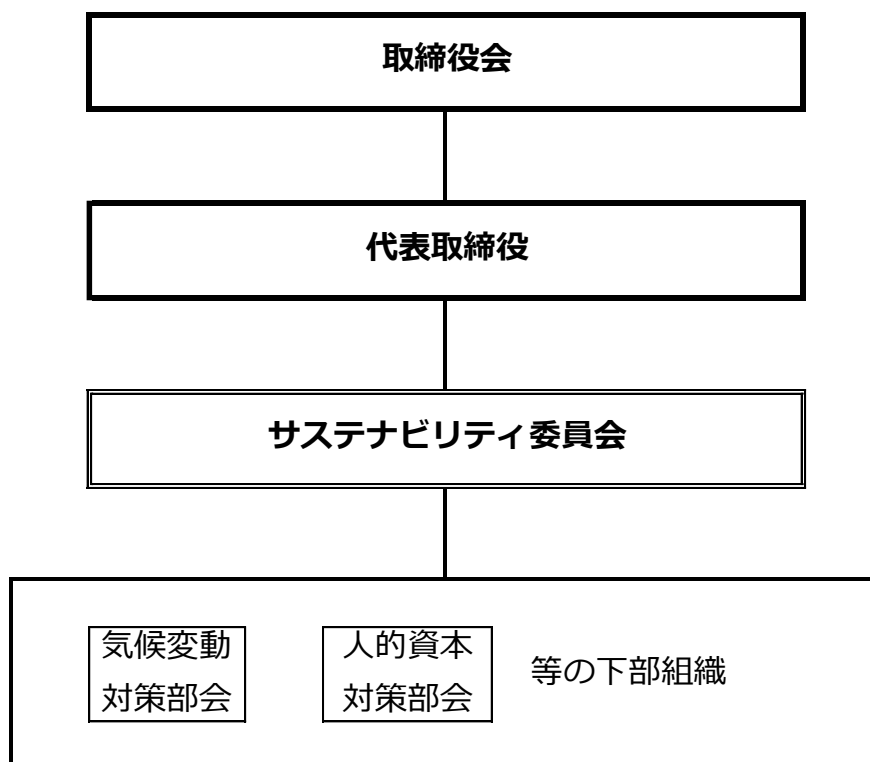 取締役会
代表取締役
サステナビリティ委員会
気候変動
対策部会
人的資本
対策部会
等の下部組織